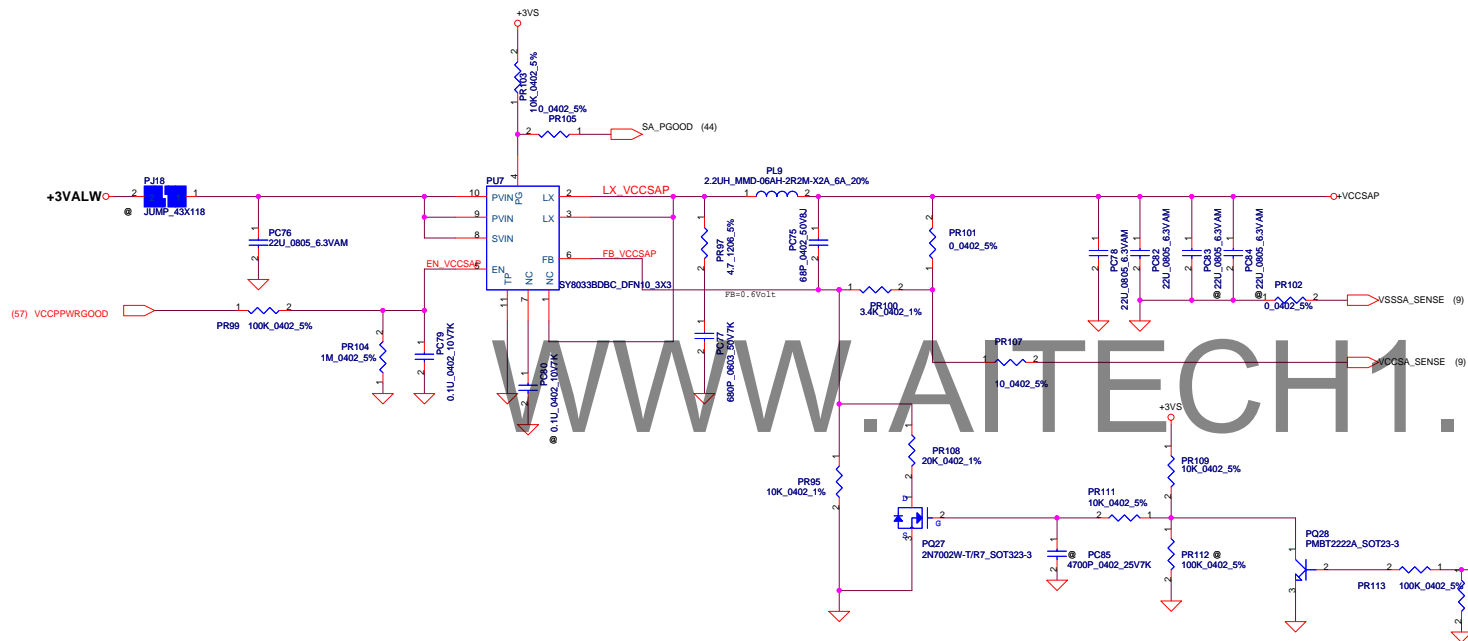 +3VS
PR103
10K_0402_5%
0_0402_5%
PR105
SA_PGOOD (44)
+3VALW
PJ18
@ JUMP_43X118
PC76
22U_0805_6.3VAM
PU7
PVIN
PVIN
SVIN
EN
PG
LX
LX
FB
TP
NC
NC
SY8033BDBC_DFN10_3X3
LX_VCCSAP
FB_VCCSAP
EN_VCCSAP
PL9
2.2UH_MMD-06AH-2R2M-X2A_6A_20%
PR97
4.7_1206_5%
PC75
68P_0402_50V8J
PR101
0_0402_5%
PC78
22U_0805_6.3VAM
PC82
22U_0805_6.3VAM
PC83
@ 22U_0805_6.3VAM
PC84
@ 22U_0805_6.3VAM
+VCCSAP
FB=0.6Volt
PR100
3.4K_0402_1%
PR102
0_0402_5%
VSSSA_SENSE (9)
(57) VCCPPWRGOOD
PR99 100K_0402_5%
PR104
1M_0402_5%
PC79
0.1U_0402_10V7K
PC80
@ 0.1U_0402_10V7K
PC77
680P_0603_50V7K
PR107
10_0402_5%
VCCSA_SENSE (9)
WWW.AITECH1.
+3VS
PR108
20K_0402_1%
PR95
10K_0402_1%
PR109
10K_0402_5%
PR111
10K_0402_5%
D
G
S
PQ27
2N7002W-T/R7_SOT323-3
@ PC85
4700P_0402_25V7K
PR112 @
100K_0402_5%
PQ28
PMBT2222A_SOT23-3
PR113 100K_0402_5%